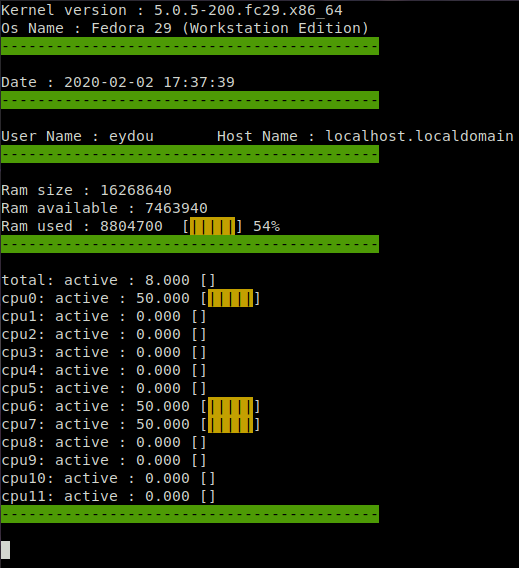 Kernel version : 5.0.5-200.fc29.x86_64
Os Name : Fedora 29 (Workstation Edition)
------------------------------------------
Date : 2020-02-02 17:37:39
------------------------------------------
User Name : eydou       Host Name : localhost.localdomain
------------------------------------------
Ram size : 16268640
Ram available : 7463940
Ram used : 8804700  [|||||] 54%
------------------------------------------
total: active : 8.000 []
cpu0: active : 50.000 [|||||]
cpu1: active : 0.000 []
cpu2: active : 0.000 []
cpu3: active : 0.000 []
cpu4: active : 0.000 []
cpu5: active : 0.000 []
cpu6: active : 50.000 [|||||]
cpu7: active : 50.000 [|||||]
cpu8: active : 0.000 []
cpu9: active : 0.000 []
cpu10: active : 0.000 []
cpu11: active : 0.000 []
------------------------------------------